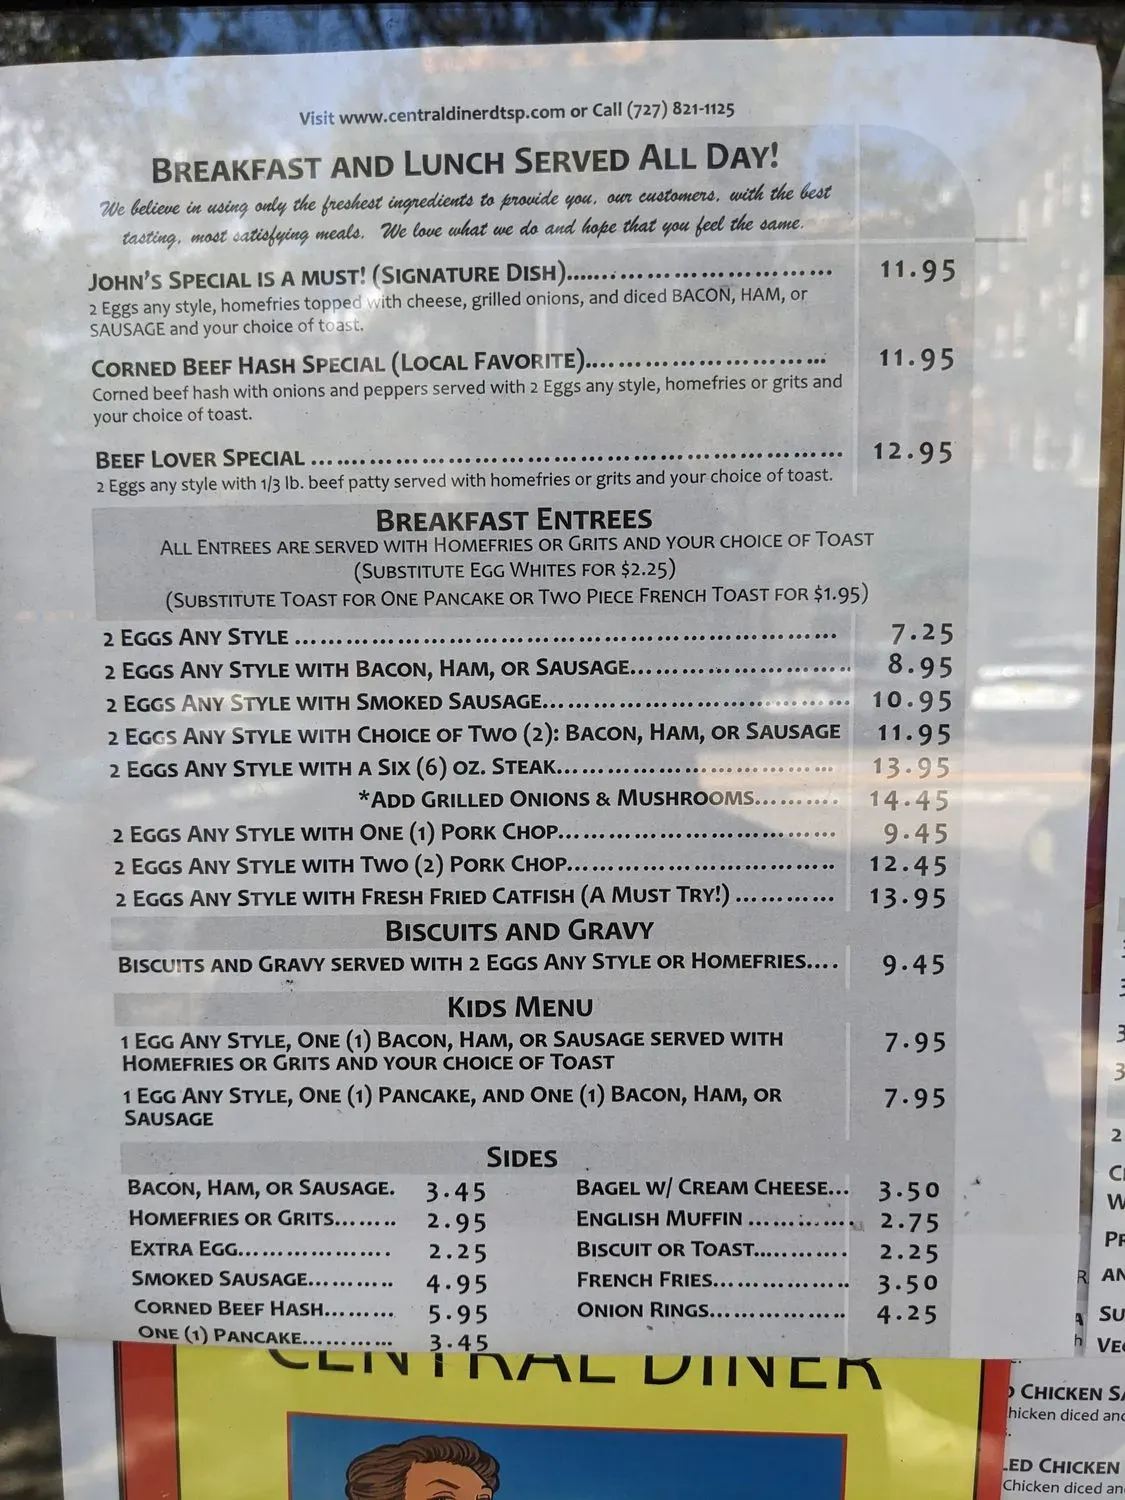 Visit www.centraldinerdtsp.com or Call (727) 821-1125
BREAKFAST AND LUNCH SERVED ALL DAY!
We believe in using only the freshest ingredients to provide you, our customers, with the best
tasting, most satisfying meals. We love what we do and hope that you feel the same.
JOHN'S SPECIAL IS A MUST! (SIGNATURE DISH)................................ 11.95
2 Eggs any style, homefries topped with cheese, grilled onions, and diced BACON, HAM, or
SAUSAGE and your choice of toast.
CORNED BEEF HASH SPECIAL (LOCAL FAVORITE)............................. 11.95
Corned beef hash with onions and peppers served with 2 Eggs any style, homefries or grits and
your choice of toast.
BEEF LOVER SPECIAL ................................................................ 12.95
2 Eggs any style with 1/3 lb. beef patty served with homefries or grits and your choice of toast.
BREAKFAST ENTREES
ALL ENTREES ARE SERVED WITH HOMEFRIES OR GRITS AND YOUR CHOICE OF TOAST
(SUBSTITUTE EGG WHITES FOR $2.25)
(SUBSTITUTE TOAST FOR ONE PANCAKE OR TWO PIECE FRENCH TOAST FOR $1.95)
2 EGGS ANY STYLE .................................................................. 7.25
2 EGGS ANY STYLE WITH BACON, HAM, OR SAUSAGE........................... 8.95
2 EGGS ANY STYLE WITH SMOKED SAUSAGE..................................... 10.95
2 EGGS ANY STYLE WITH CHOICE OF TWO (2): BACON, HAM, OR SAUSAGE 11.95
2 EGGS ANY STYLE WITH A SIX (6) OZ. STEAK................................. 13.95
*ADD GRILLED ONIONS & MUSHROOMS.......... 14.45
2 EGGS ANY STYLE WITH ONE (1) PORK CHOP................................. 9.45
2 EGGS ANY STYLE WITH TWO (2) PORK CHOP................................ 12.45
2 EGGS ANY STYLE WITH FRESH FRIED CATFISH (A MUST TRY!) ............ 13.95
BISCUITS AND GRAVY
BISCUITS AND GRAVY SERVED WITH 2 EGGS ANY STYLE OR HOMEFRIES.... 9.45
KIDS MENU
1 EGG ANY STYLE, ONE (1) BACON, HAM, OR SAUSAGE SERVED WITH 7.95
HOMEFRIES OR GRITS AND YOUR CHOICE OF TOAST
1 EGG ANY STYLE, ONE (1) PANCAKE, AND ONE (1) BACON, HAM, OR 7.95
SAUSAGE
SIDES
BACON, HAM, OR SAUSAGE. 3.45
HOMEFRIES OR GRITS........ 2.95
EXTRA EGG................... 2.25
SMOKED SAUSAGE........... 4.95
CORNED BEEF HASH......... 5.95
ONE (1) PANCAKE............ 3.45
BAGEL W/ CREAM CHEESE... 3.50
ENGLISH MUFFIN ............. 2.75
BISCUIT OR TOAST............ 2.25
FRENCH FRIES................. 3.50
ONION RINGS.................. 4.25
CENTRAL DINER
CHICKEN
chicken diced
CHICKEN
Chicken diced